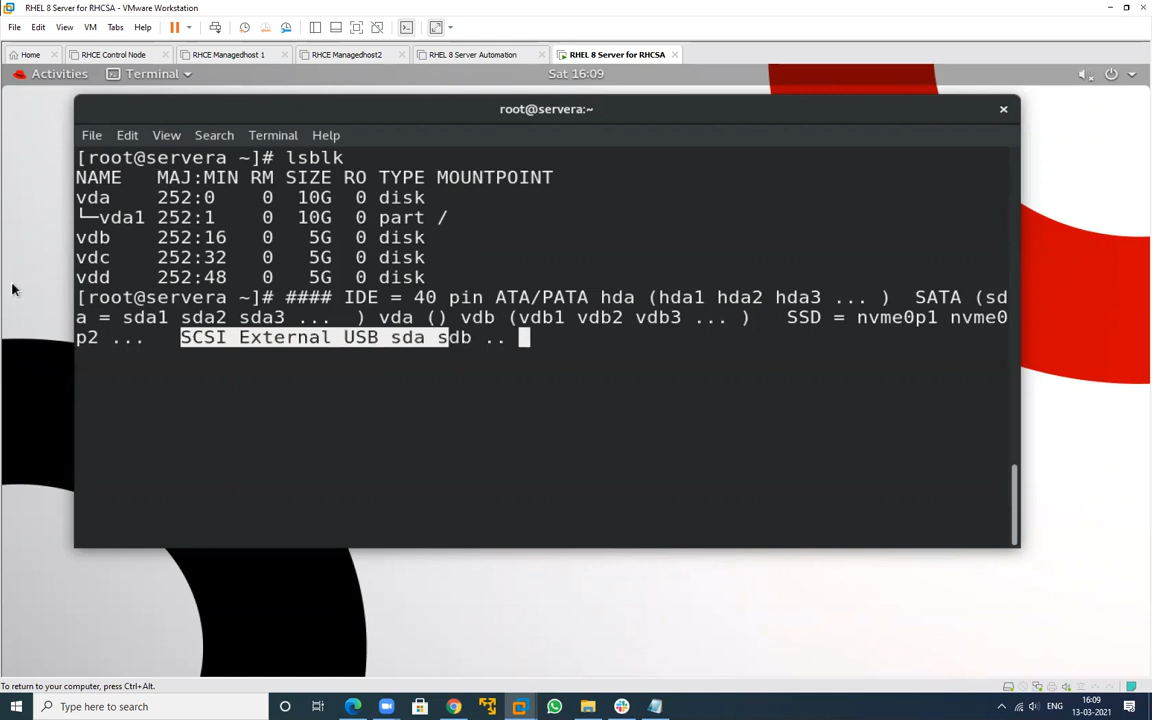 RHEL 8 Server for RHCSA - VMware Workstation
File Edit View VM Tabs Help
Home RHCE Control Node RHCE Managedhost 1 RHCE Managedhost2 RHEL 8 Server Automation RHEL 8 Server for RHCSA
Activities Terminal Sat 16:09
root@servera:~
File Edit View Search Terminal Help
[root@servera ~]# lsblk
NAME MAJ:MIN RM SIZE RO TYPE MOUNTPOINT
vda 252:0 0 10G 0 disk
└─vda1 252:1 0 10G 0 part /
vdb 252:16 0 5G 0 disk
vdc 252:32 0 5G 0 disk
vdd 252:48 0 5G 0 disk
[root@servera ~]# #### IDE = 40 pin ATA/PATA hda (hda1 hda2 hda3 ... ) SATA (sd
a = sda1 sda2 sda3 ... ) vda () vdb (vdb1 vdb2 vdb3 ... ) SSD = nvme0p1 nvme0
p2 ... SCSI External USB sda sdb ..
To return to your computer, press Ctrl+Alt.
Type here to search
ENG
16:09
13-03-2021